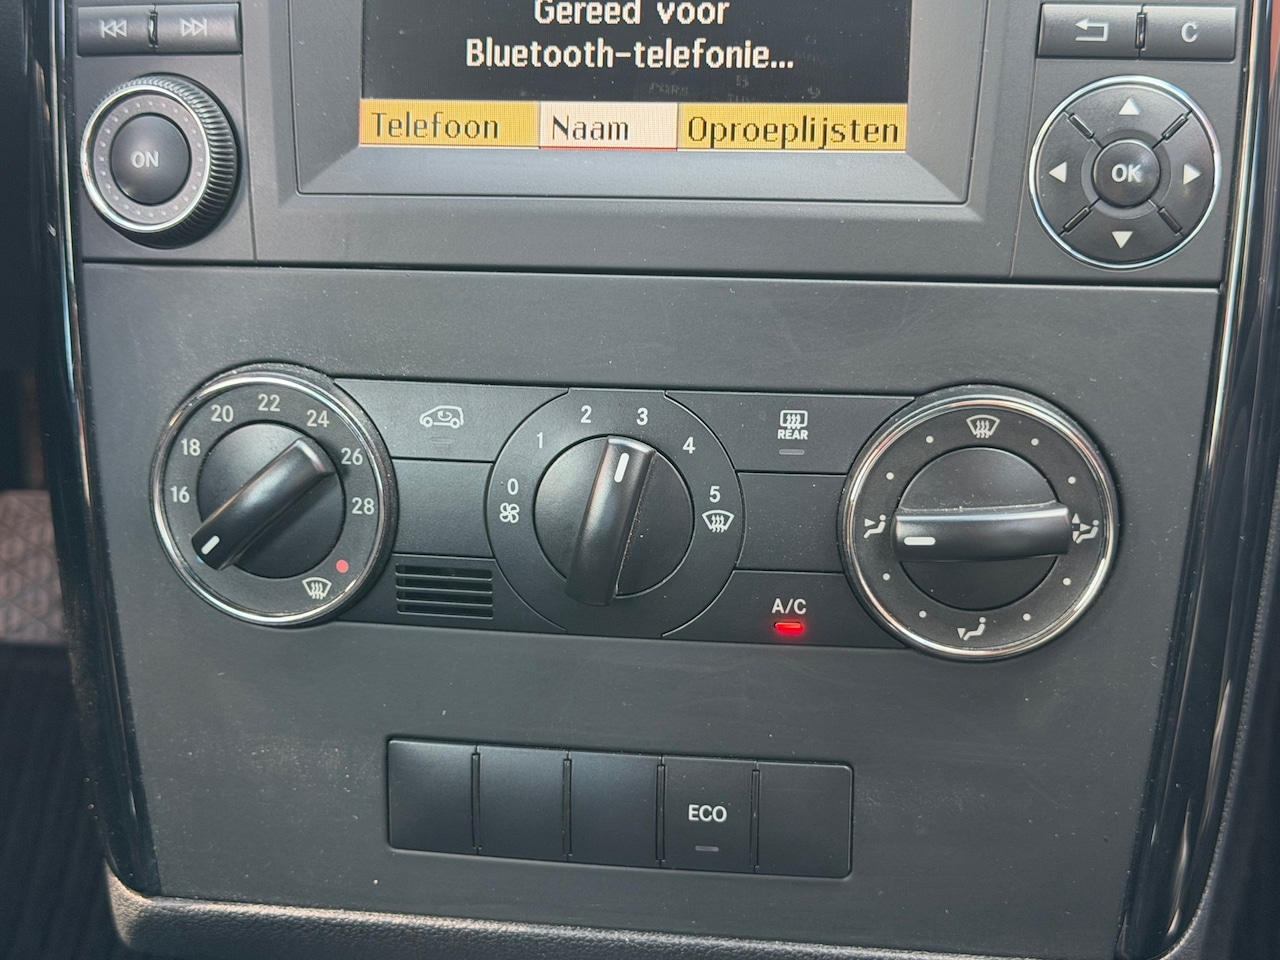 Gereed voor
Bluetooth-telefonie...
Telefoon Naam Oproeplijsten
C
ON
OK
16 18 20 22 24 26 28
0 1 2 3 4 5
REAR
A/C
ECO